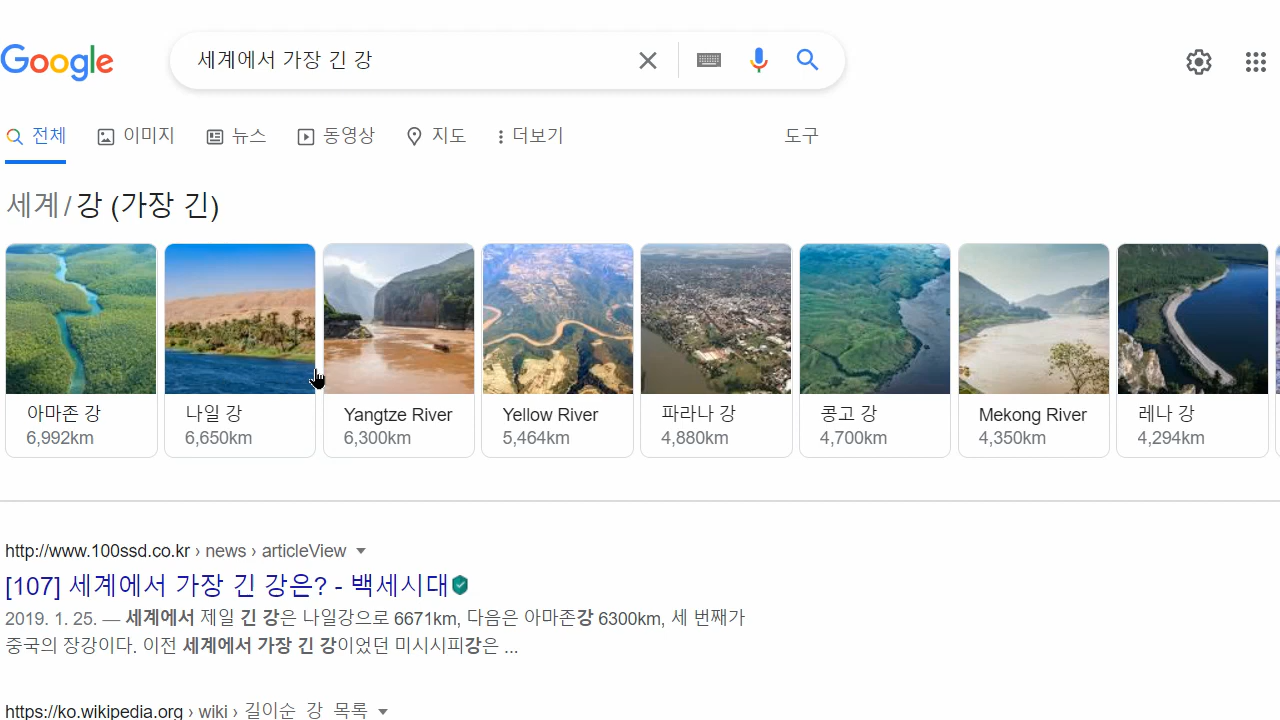 Google
세계에서 가장 긴 강
전체 이미지 뉴스 동영상 지도 더보기 도구
세계/강 (가장 긴)
아마존 강 나일 강 Yangtze River Yellow River 파라나 강 콩고 강 Mekong River 레나 강
6,992km 6,650km 6,300km 5,464km 4,880km 4,700km 4,350km 4,294km
http://www.100ssd.co.kr › news › articleView
[107] 세계에서 가장 긴 강은? - 백세시대
2019. 1. 25. — 세계에서 제일 긴 강은 나일강으로 6671km, 다음은 아마존강 6300km, 세 번째가
중국의 장강이다. 이전 세계에서 가장 긴 강이었던 미시시피강은 ...
https://ko.wikipedia.org › wiki › 길이순_강_목록